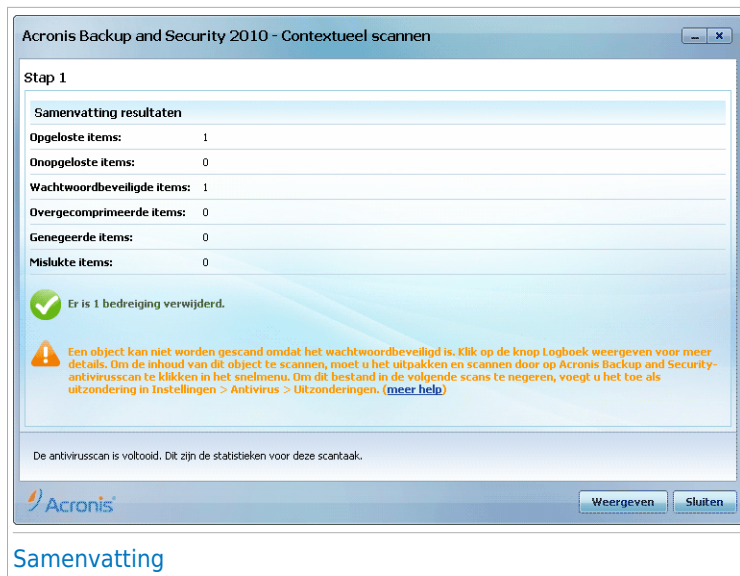 Acronis Backup and Security 2010 - Contextueel scannen
Stap 1
Samenvatting resultaten
Opgeloste items: 1
Onopgeloste items: 0
Wachtwoordbeveiligde items: 1
Overgecomprimeerde items: 0
Genegeerde items: 0
Mislukte items: 0
Er is 1 bedreiging verwijderd.
Een object kan niet worden gescand omdat het wachtwoordbeveiligd is. Klik op de knop Logboek weergeven voor meer
details. Om de inhoud van dit object te scannen, moet u het uitpakken en scannen door op Acronis Backup and Security-
antivirusscan te klikken in het snelmenu. Om dit bestand in de volgende scans te negeren, voegt u het toe als
uitzondering in Instellingen > Antivirus > Uitzonderingen. (meer help)
De antivirusscan is voltooid. Dit zijn de statistieken voor deze scantaak.
Acronis
Weergeven
Sluiten
Samenvatting